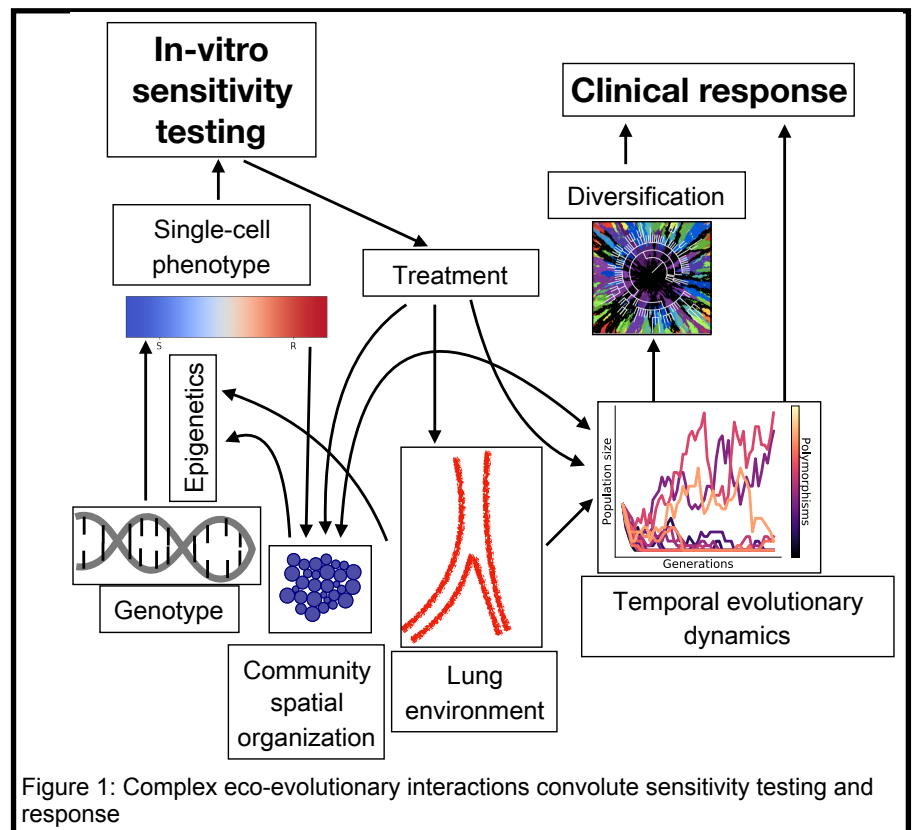 In-vitro
sensitivity
testing
Clinical response
Diversification
Single-cell
phenotype
Treatment
S
R
Epigenetics
Population size
Polymorphisms
Generations
Genotype
Temporal evolutionary
dynamics
Community
spatial
organization
Lung
environment
Figure 1: Complex eco-evolutionary interactions convolute sensitivity testing and
response